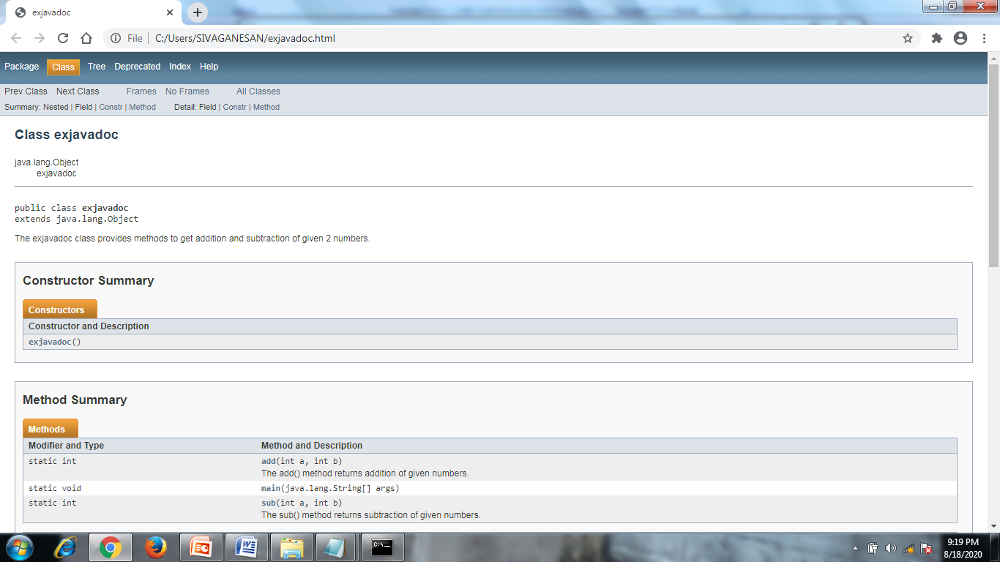 exjavadoc
File C:/Users/SIVAGANESAN/exjavadoc.html
Package Class Tree Deprecated Index Help
Prev Class Next Class Frames No Frames All Classes
Summary: Nested | Field | Constr | Method Detail: Field | Constr | Method
Class exjavadoc
java.lang.Object
exjavadoc
public class exjavadoc
extends java.lang.Object
The exjavadoc class provides methods to get addition and subtraction of given 2 numbers.
Constructor Summary
Constructors
Constructor and Description
exjavadoc()
Method Summary
Methods
Modifier and Type Method and Description
static int add(int a, int b)
The add() method returns addition of given numbers.
static void main(java.lang.String[] args)
static int sub(int a, int b)
The sub() method returns subtraction of given numbers.
C:\
9:19 PM
8/18/2020